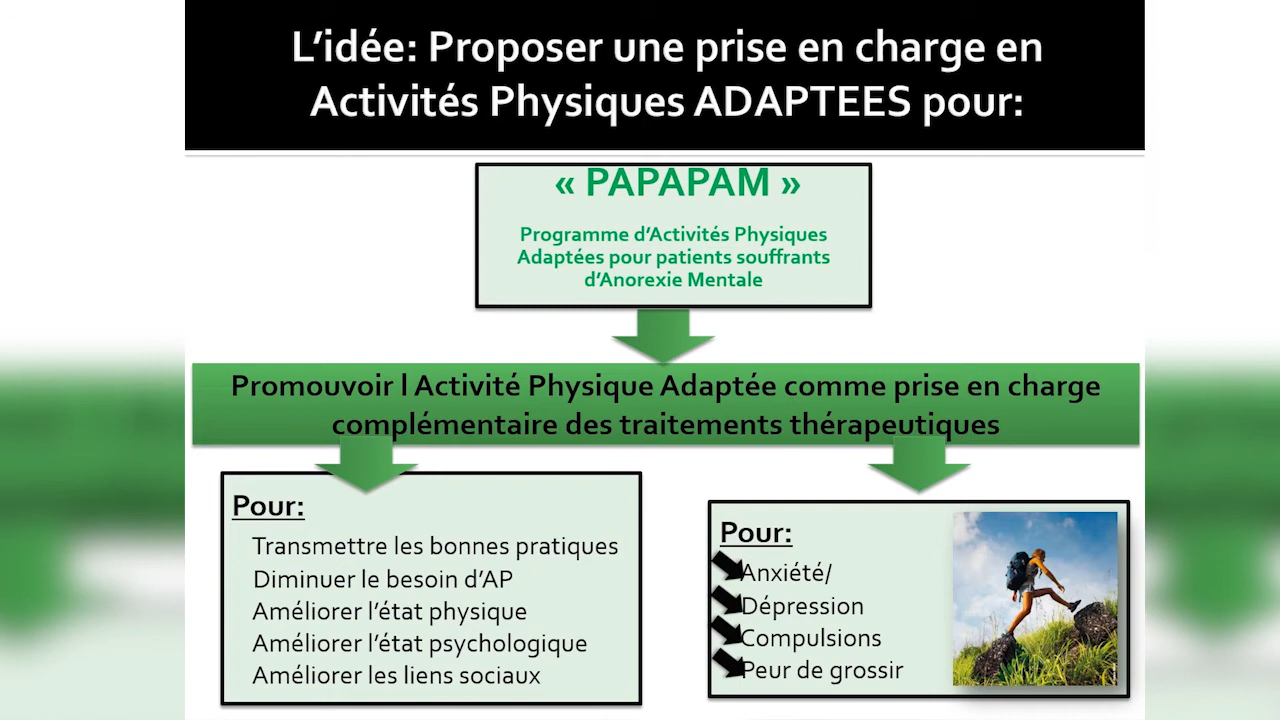 L'idée: Proposer une prise en charge en
Activités Physiques ADAPTEES pour:
« PAPAPAM »
Programme d'Activités Physiques
Adaptées pour patients souffrants
d'Anorexie Mentale
Promouvoir l Activité Physique Adaptée comme prise en charge
complémentaire des traitements thérapeutiques
Pour:
Transmettre les bonnes pratiques
Diminuer le besoin d'AP
Améliorer l'état physique
Améliorer l'état psychologique
Améliorer les liens sociaux
Pour:
Anxiété/
Dépression
Compulsions
Peur de grossir